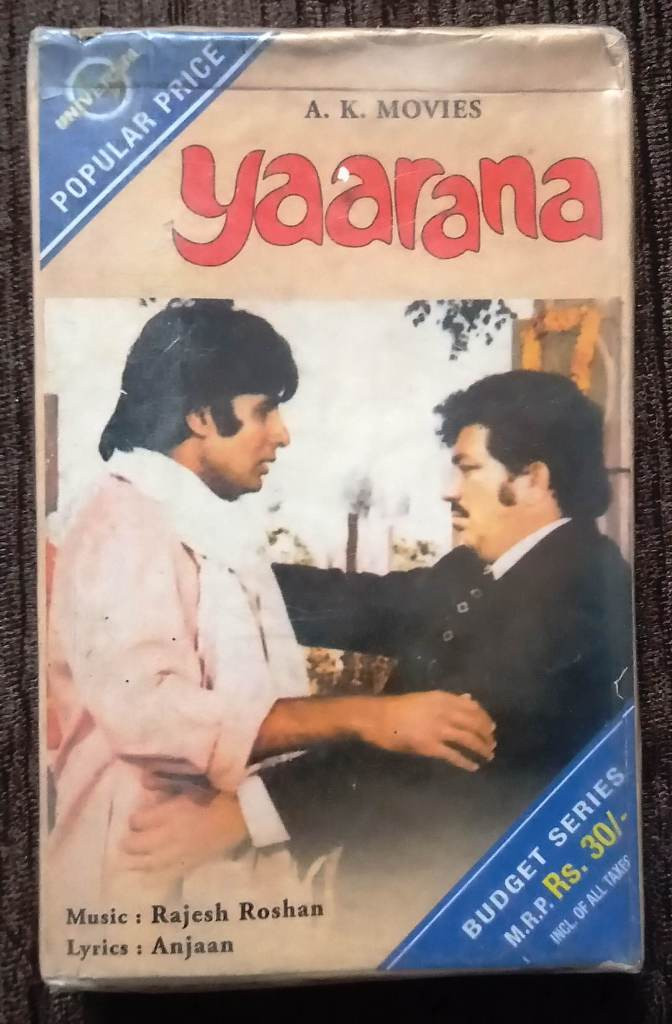 UNIVERSAL
POPULAR PRICE
A. K. MOVIES
yaarana
Music : Rajesh Roshan
Lyrics : Anjaan
BUDGET SERIES
M.R.P. Rs. 30/-
INCL. OF ALL TAXES